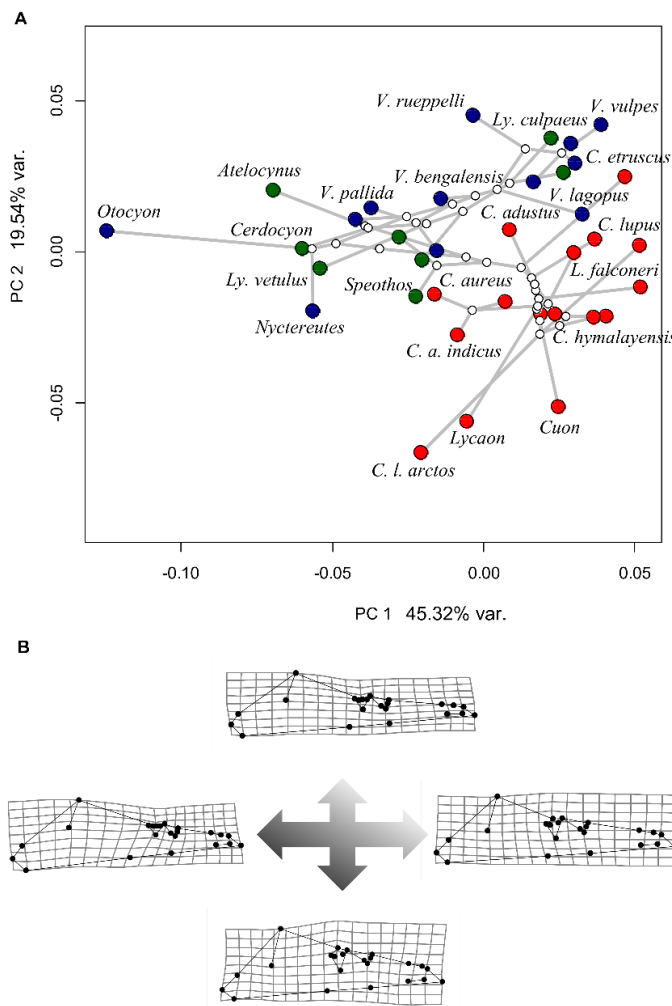 A
0.05
0.00
-0.05
PC 2 19.54% var.
V. rueppelli
Ly. culpaeus
V. vulpes
Atelocynus
V. bengalensis
C. etruscus
V. pallida
V. lagopus
Otocyon
Cerdocyon
C. adustus
C. lupus
Ly. vetulus
Speothos
C. aureus
L. falconeri
Nyctereutes
C. a. indicus
C. hymalayensis
Lycaon
Cuon
C. l. arctos
-0.10
-0.05
0.00
0.05
PC 1 45.32% var.
B